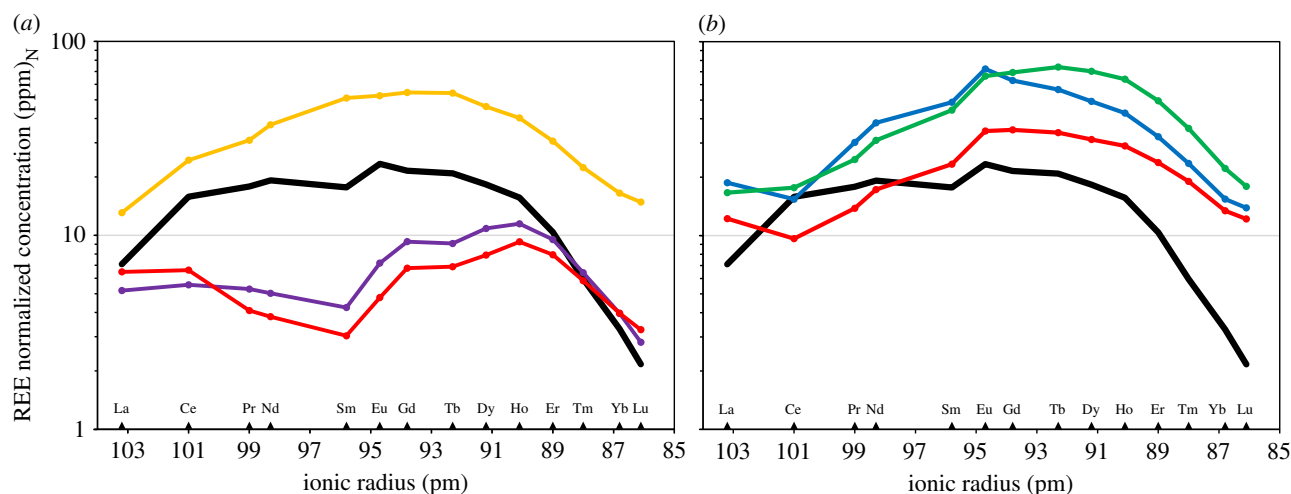 (a)
(b)
REE normalized concentration (ppm)N
100
10
1
La Ce Pr Nd Sm Eu Gd Tb Dy Ho Er Tm Yb Lu
La Ce Pr Nd Sm Eu Gd Tb Dy Ho Er Tm Yb Lu
103 101 99 97 95 93 91 89 87 85
103 101 99 97 95 93 91 89 87 85
ionic radius (pm)
ionic radius (pm)